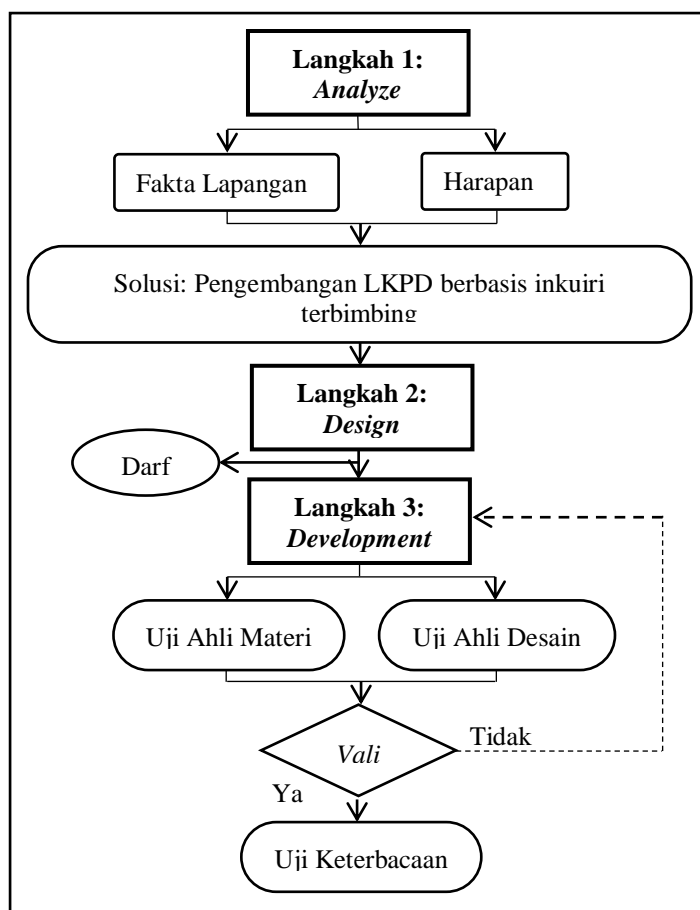 Langkah 1:
Analyze
Fakta Lapangan
Harapan
Solusi: Pengembangan LKPD berbasis inkuiri
terbimbing
Langkah 2:
Design
Darf
Langkah 3:
Development
Uji Ahli Materi
Uji Ahli Desain
Vali
Tidak
Ya
Uji Keterbacaan